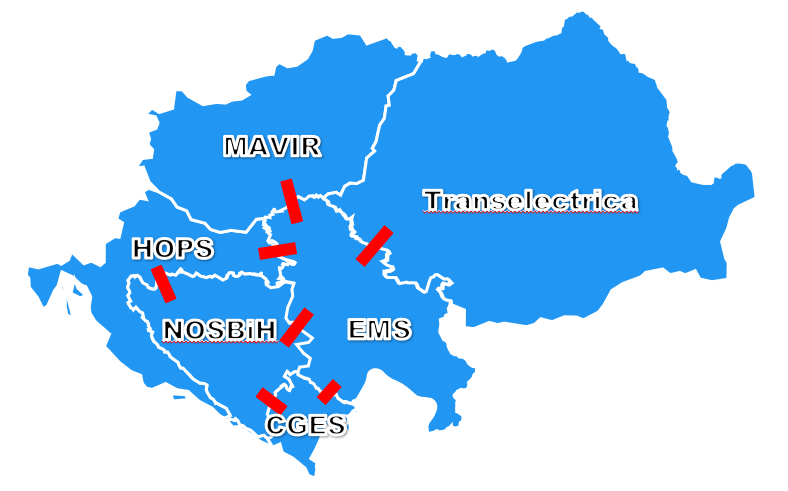 MAVIR
Transelectrica
HOPS
NOSBiH
EMS
CGES